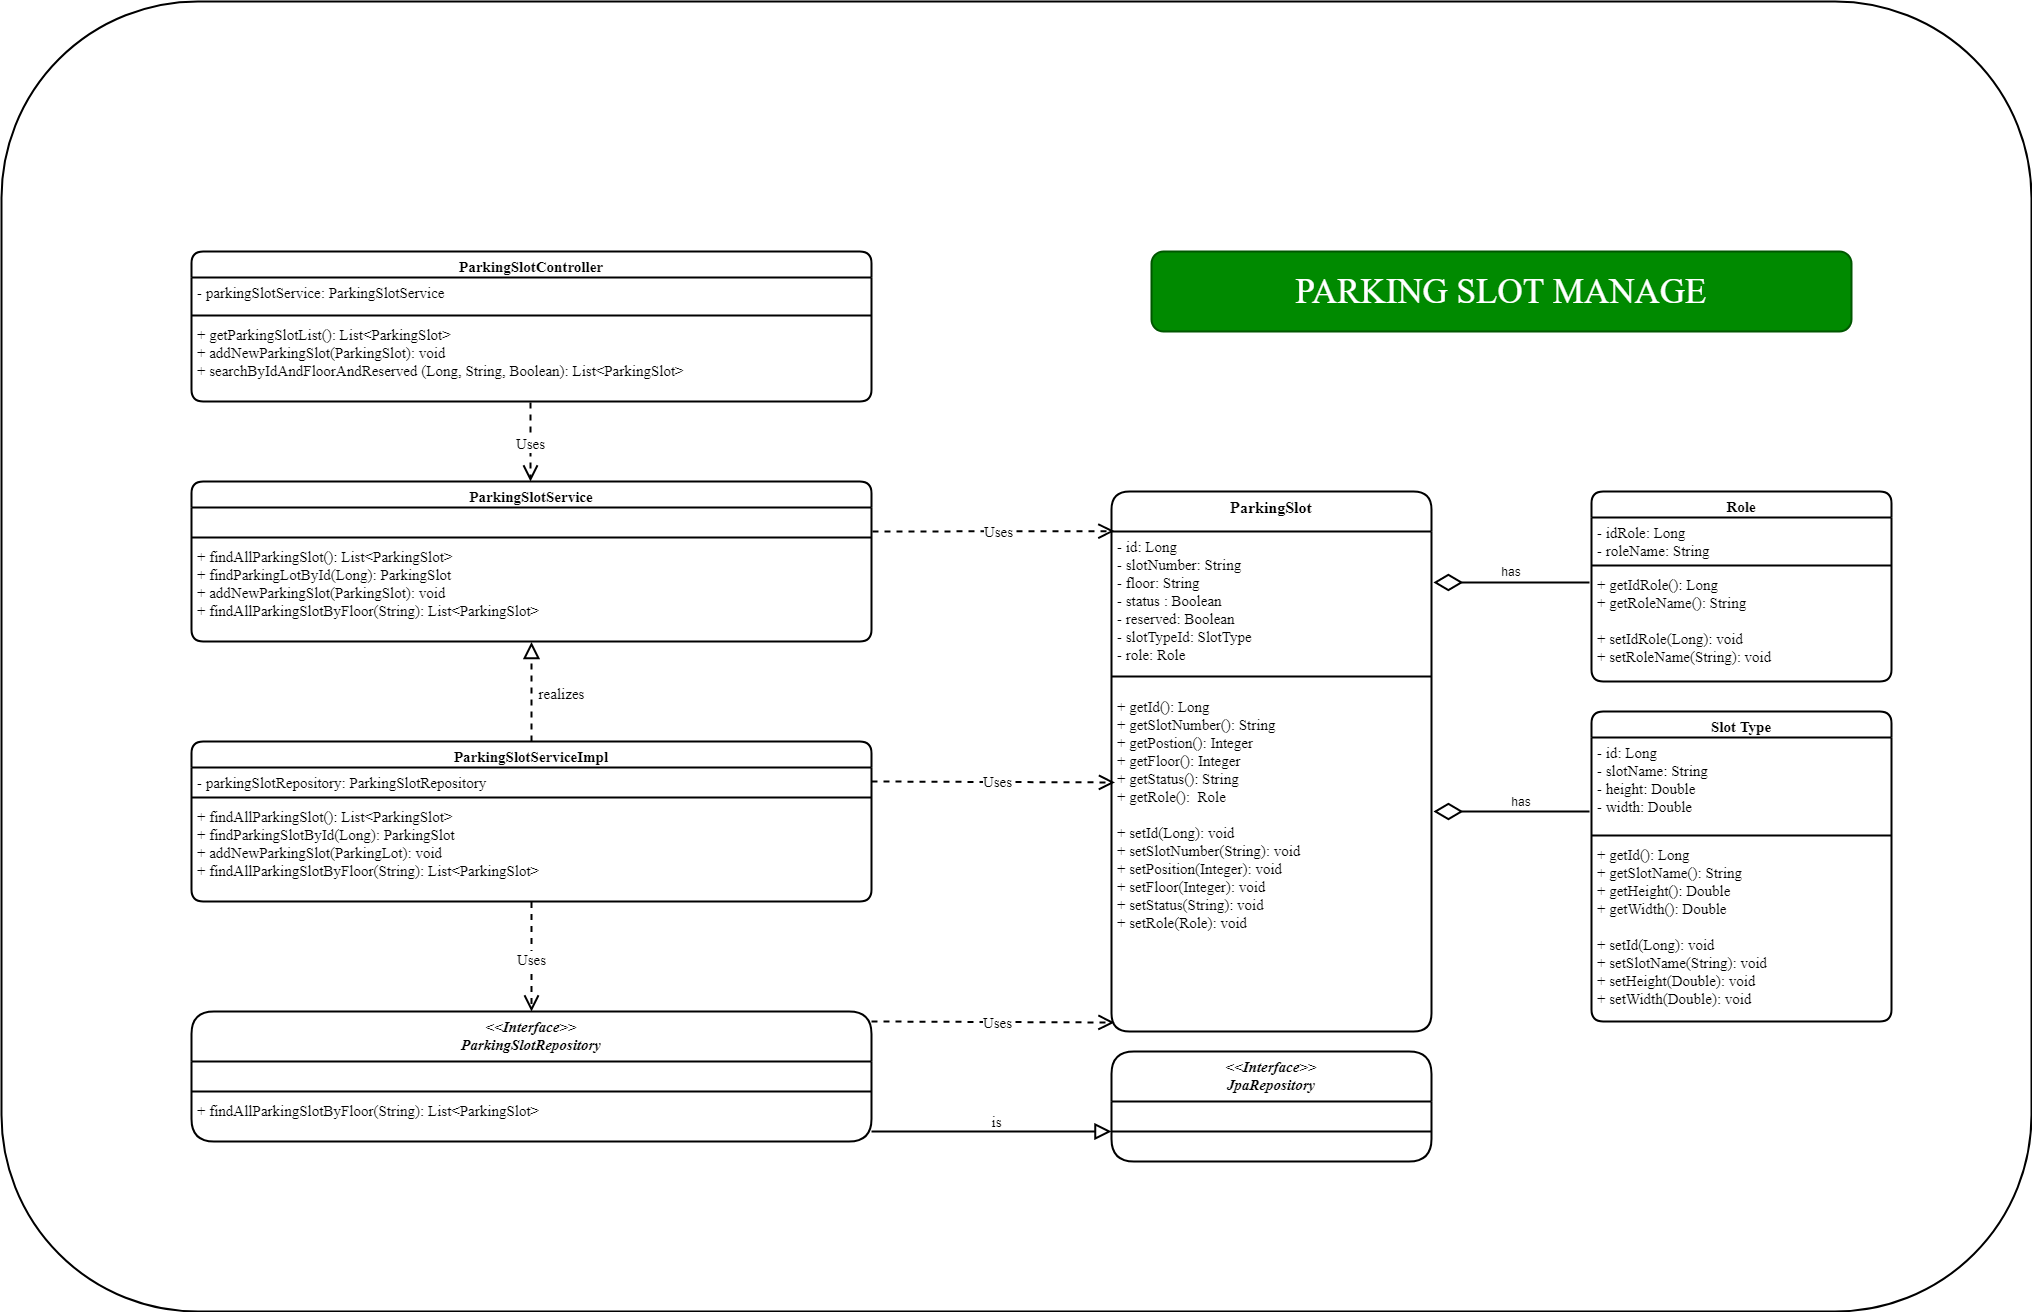 PARKING SLOT MANAGE
ParkingSlotController
- parkingSlotService: ParkingSlotService
+ getParkingSlotList(): List<ParkingSlot>
+ addNewParkingSlot(ParkingSlot): void
+ searchByIdAndFloorAndReserved (Long, String, Boolean): List<ParkingSlot>
Uses
ParkingSlotService
+ findAllParkingSlot(): List<ParkingSlot>
+ findParkingLotById(Long): ParkingSlot
+ addNewParkingSlot(ParkingSlot): void
+ findAllParkingSlotByFloor(String): List<ParkingSlot>
Uses
realizes
ParkingSlotServiceImpl
- parkingSlotRepository: ParkingSlotRepository
+ findAllParkingSlot(): List<ParkingSlot>
+ findParkingSlotById(Long): ParkingSlot
+ addNewParkingSlot(ParkingLot): void
+ findAllParkingSlotByFloor(String): List<ParkingSlot>
Uses
Uses
<<Interface>>
ParkingSlotRepository
+ findAllParkingSlotByFloor(String): List<ParkingSlot>
Uses
is
ParkingSlot
- id: Long
- slotNumber: String
- floor: String
- status : Boolean
- reserved: Boolean
- slotTypeId: SlotType
- role: Role
+ getId(): Long
+ getSlotNumber(): String
+ getPostion(): Integer
+ getFloor(): Integer
+ getStatus(): String
+ getRole():  Role
+ setId(Long): void
+ setSlotNumber(String): void
+ setPosition(Integer): void
+ setFloor(Integer): void
+ setStatus(String): void
+ setRole(Role): void
<<Interface>>
JpaRepository
has
Role
- idRole: Long
- roleName: String
+ getIdRole(): Long
+ getRoleName(): String
+ setIdRole(Long): void
+ setRoleName(String): void
has
Slot Type
- id: Long
- slotName: String
- height: Double
- width: Double
+ getId(): Long
+ getSlotName(): String
+ getHeight(): Double
+ getWidth(): Double
+ setId(Long): void
+ setSlotName(String): void
+ setHeight(Double): void
+ setWidth(Double): void